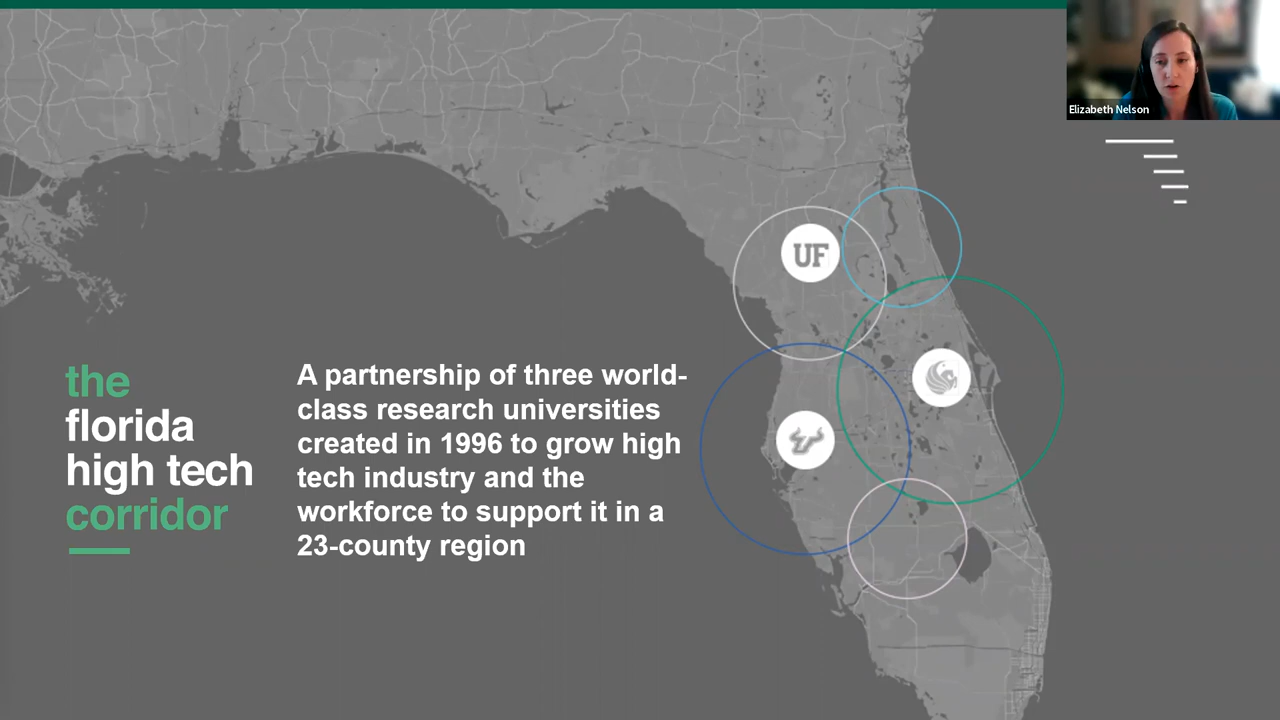 Elizabeth Nelson
UF
the
florida
high tech
corridor
A partnership of three world-
class research universities
created in 1996 to grow high
tech industry and the
workforce to support it in a
23-county region